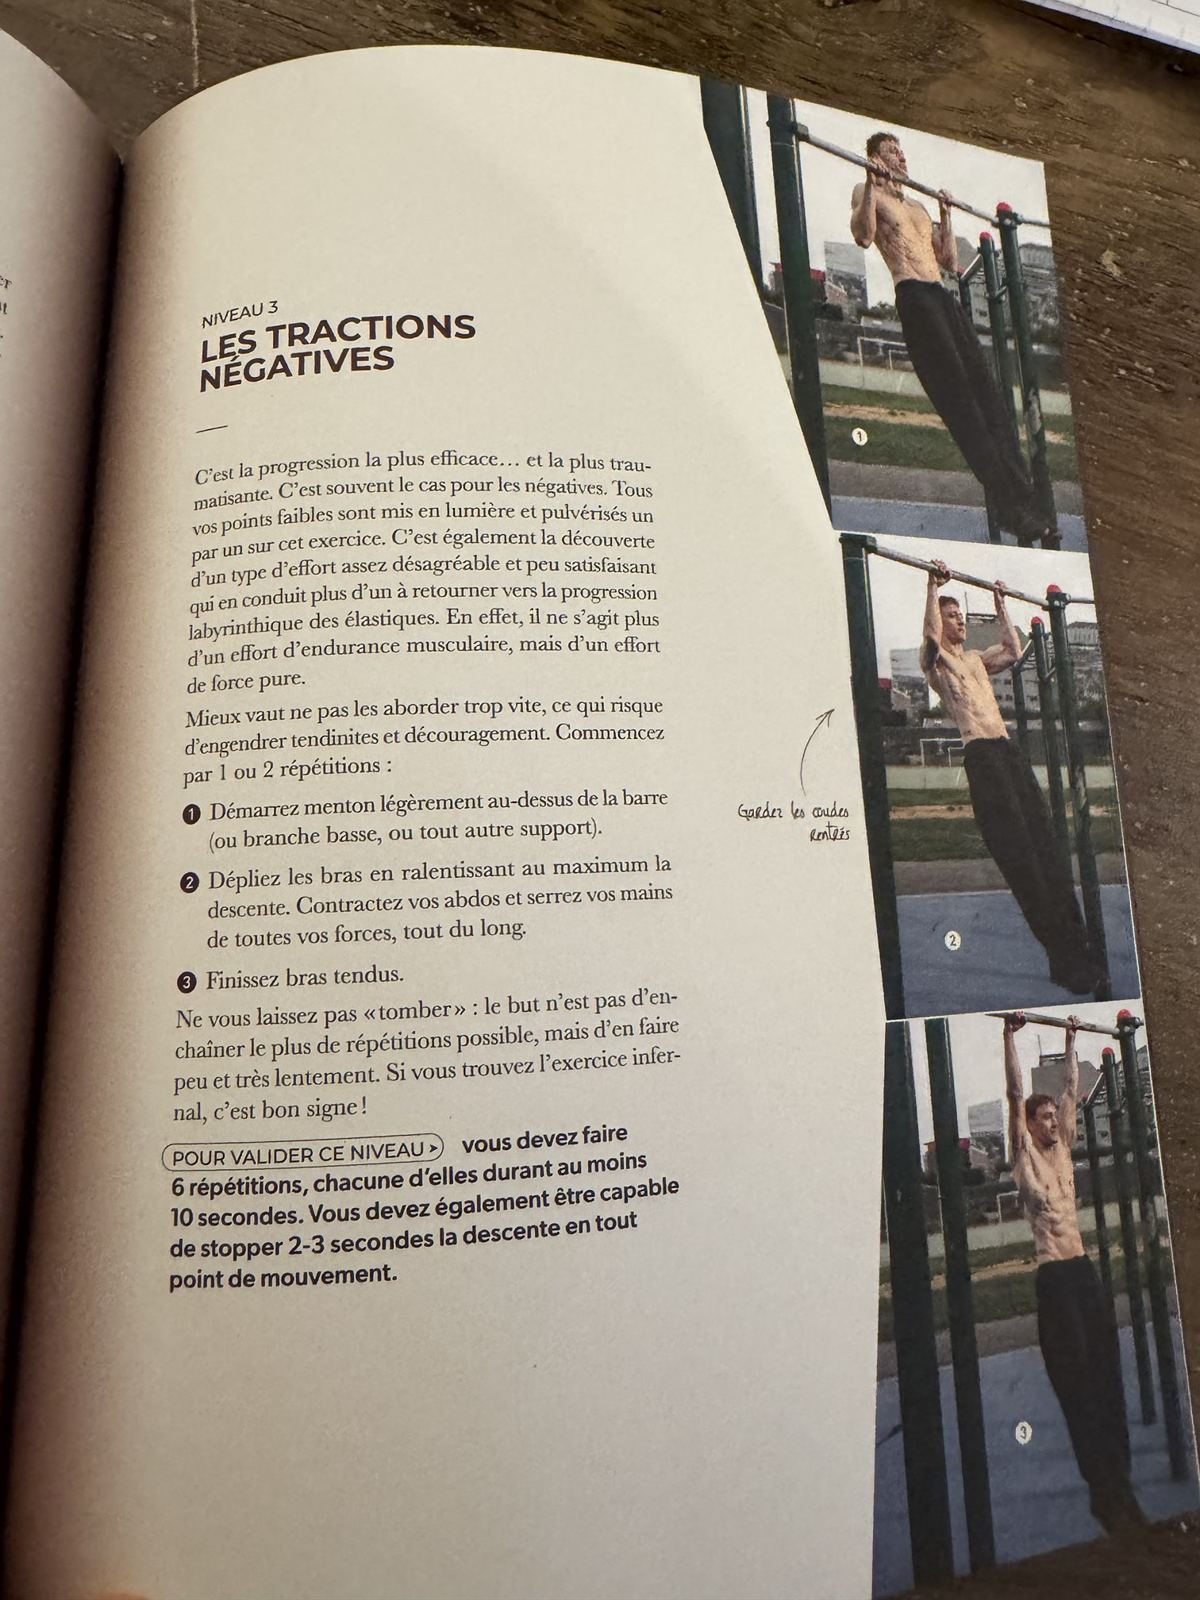 NIVEAU 3
LES TRACTIONS
NÉGATIVES
C'est la progression la plus efficace… et la plus trau-
matisante. C'est souvent le cas pour les négatives. Tous
vos points faibles sont mis en lumière et pulvérisés un
par un sur cet exercice. C'est également la découverte
d'un type d'effort assez désagréable et peu satisfaisant
qui en conduit plus d'un à retourner vers la progression
labyrinthique des élastiques. En effet, il ne s'agit plus
d'un effort d'endurance musculaire, mais d'un effort
de force pure.
Mieux vaut ne pas les aborder trop vite, ce qui risque
d'engendrer tendinites et découragement. Commencez
par 1 ou 2 répétitions :
1 Démarrez menton légèrement au-dessus de la barre
(ou branche basse, ou tout autre support).
2 Dépliez les bras en ralentissant au maximum la
descente. Contractez vos abdos et serrez vos mains
de toutes vos forces, tout du long.
3 Finissez bras tendus.
Ne vous laissez pas «tomber» : le but n'est pas d'en-
chaîner le plus de répétitions possible, mais d'en faire
peu et très lentement. Si vous trouvez l'exercice infer-
nal, c'est bon signe !
POUR VALIDER CE NIVEAU > vous devez faire
6 répétitions, chacune d'elles durant au moins
10 secondes. Vous devez également être capable
de stopper 2-3 secondes la descente en tout
point de mouvement.
1
Gardez les coudes
rentrés
2
3